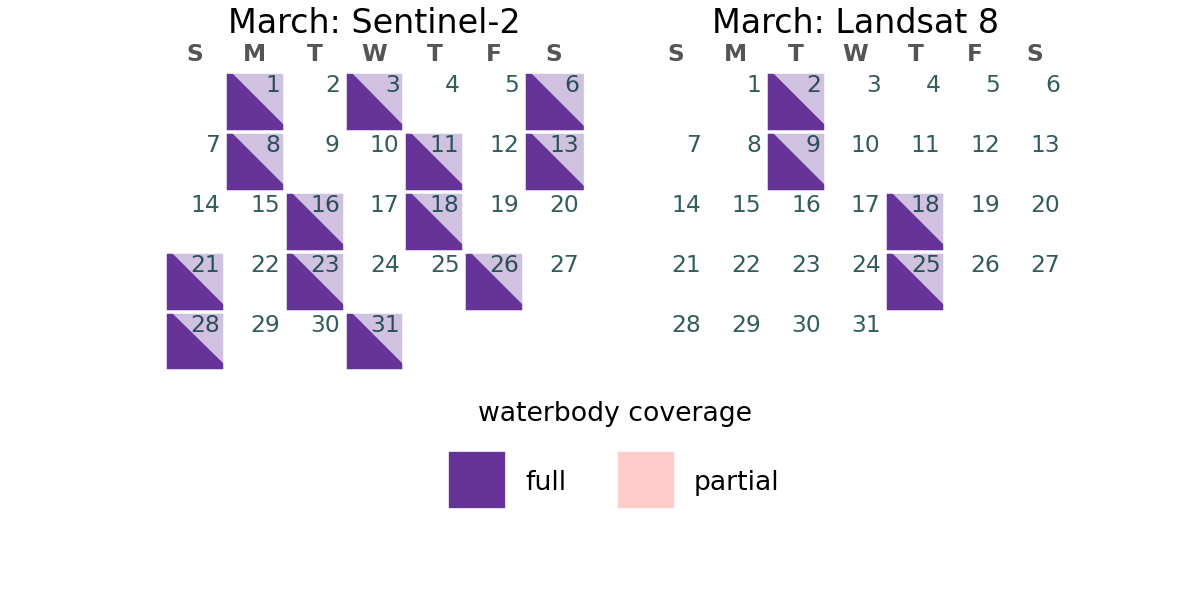 March: Sentinel-2
S M T W T F S
1 2 3 4 5 6
7 8 9 10 11 12 13
14 15 16 17 18 19 20
21 22 23 24 25 26 27
28 29 30 31
March: Landsat 8
S M T W T F S
1 2 3 4 5 6
7 8 9 10 11 12 13
14 15 16 17 18 19 20
21 22 23 24 25 26 27
28 29 30 31
waterbody coverage
full partial